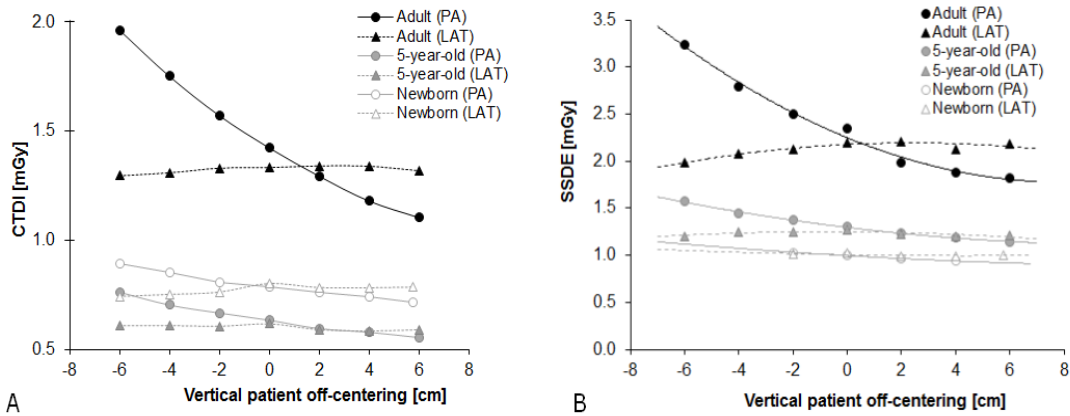 2.0
1.5
1.0
0.5
CTDI [mGy]
-8 -6 -4 -2 0 2 4 6 8
Vertical patient off-centering [cm]
Adult (PA)
Adult (LAT)
5-year-old (PA)
5-year-old (LAT)
Newborn (PA)
Newborn (LAT)
A
3.5
3.0
2.5
2.0
1.5
1.0
0.5
0.0
SSDE [mGy]
-8 -6 -4 -2 0 2 4 6 8
Vertical patient off-centering [cm]
Adult (PA)
Adult (LAT)
5-year-old (PA)
5-year-old (LAT)
Newborn (PA)
Newborn (LAT)
B